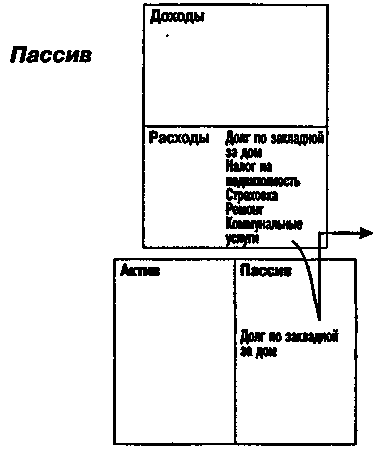 Доходы
Пассив
Расходы
Долг по закладной
за дом
Налог на
недвижимость
Страховка
Ремонт
Коммунальные
услуги
Актив
Пассив
Долг по закладной
за дом